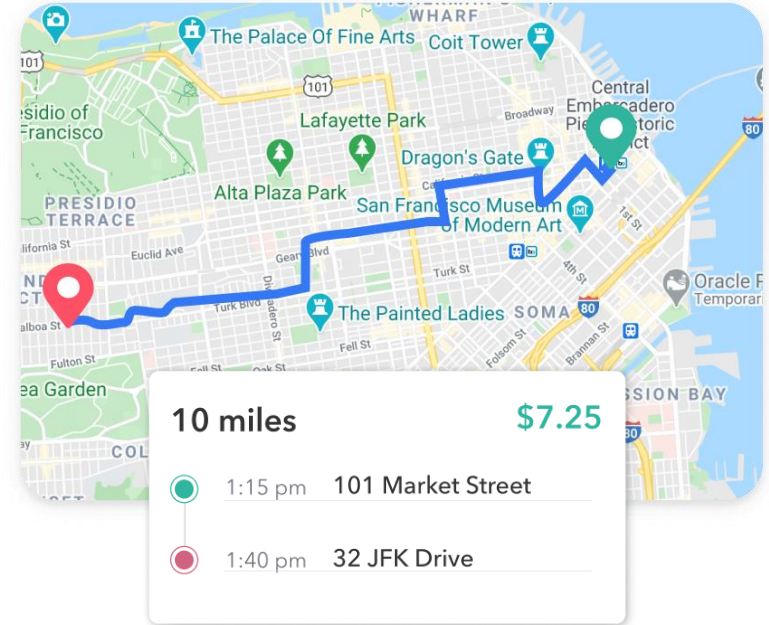 WHARF
The Palace Of Fine Arts
Coit Tower
101
101
Central
Embarcadero
Broadway
Lafayette Park
80
Dragon's Gate
Alta Plaza Park
PRESIDIO
TERRACE
San Francisco Museum
of Modern Art
1st St
Euclid Ave
Turk St
4th St
Oracle
Turk Blvd
The Painted Ladies
SOMA
80
Fell St
Folsom St
Brannan St
Fulton St
10 miles
$7.25
1:15 pm
101 Market Street
1:40 pm
32 JFK Drive